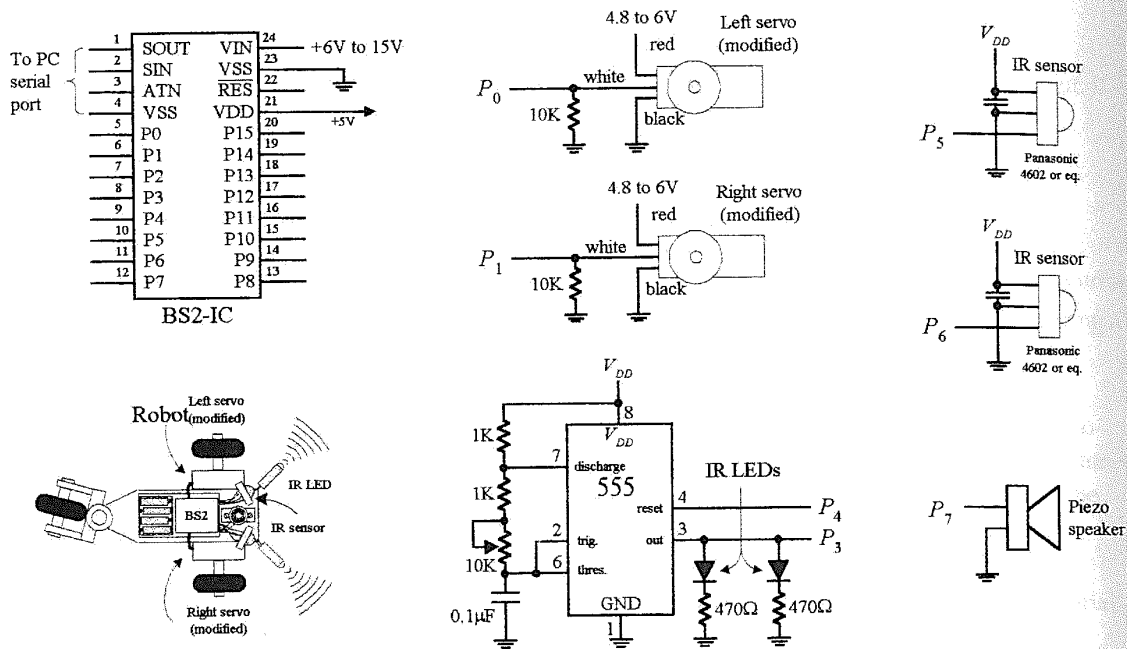 To PC
serial
port
1 SOUT VIN 24 +6V to 15V
2 SIN VSS 23
3 ATN RES 22
4 VSS VDD 21 +5V
5 P0 P15 20
6 P1 P14 19
7 P2 P13 18
8 P3 P12 17
9 P4 P11 16
10 P5 P10 15
11 P6 P9 14
12 P7 P8 13
BS2-IC
4.8 to 6V
red
Left servo
(modified)
P0
white
10K
black
4.8 to 6V
red
Right servo
(modified)
P1
white
10K
black
VDD
IR sensor
P5
Panasonic
4602 or eq.
VDD
IR sensor
P6
Panasonic
4602 or eq.
Robot
Left servo
(modified)
IR LED
BS2
IR sensor
Right servo
(modified)
VDD
8
VDD
1K
7 discharge
555
IR LEDs
1K
reset 4 P4
2 trig.
out 3 P3
10K
6 thres.
0.1µF
GND
1
470Ω
470Ω
P7
Piezo
speaker